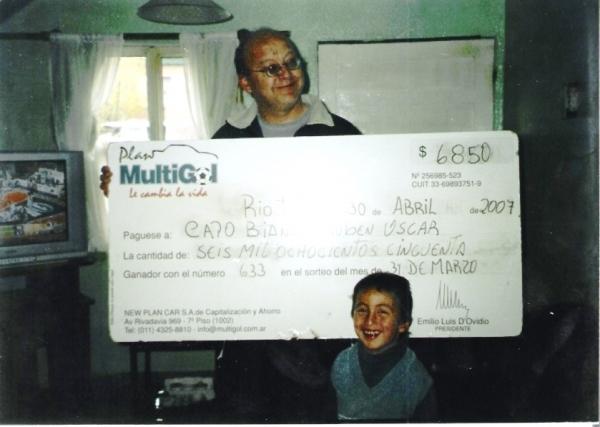 Plan
MultiGol
Le cambia la vida
$ 6850
Nº 256985-523
CUIT 33-69893751-9
30 de ABRIL de 2007
Paguese a: CAZO
OSCAR
La cantidad de: SEIS MIL OCHOCIENTOS CINCUENTA
Ganador con el número 633 en el sorteo del mes de 31 DE MARZO
NEW PLAN CAR S.A. de Capitalización y Ahorro
Av Rivadavia 969 - 7º Piso (1002)
Tel: (011) 4325-8810 - info@multigol.com.ar
Emilio Luis D'Ovidio
PRESIDENTE